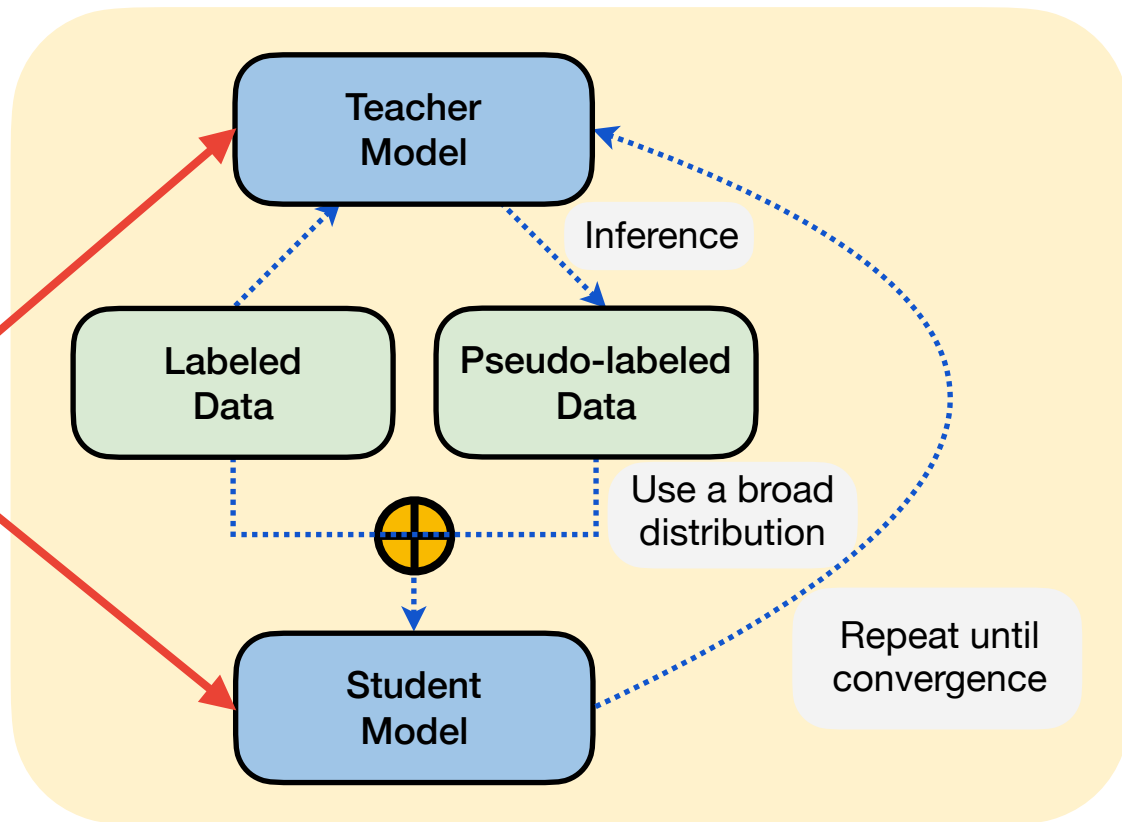 Teacher
Model
Inference
Labeled
Data
Pseudo-labeled
Data
Use a broad
distribution
Repeat until
convergence
Student
Model